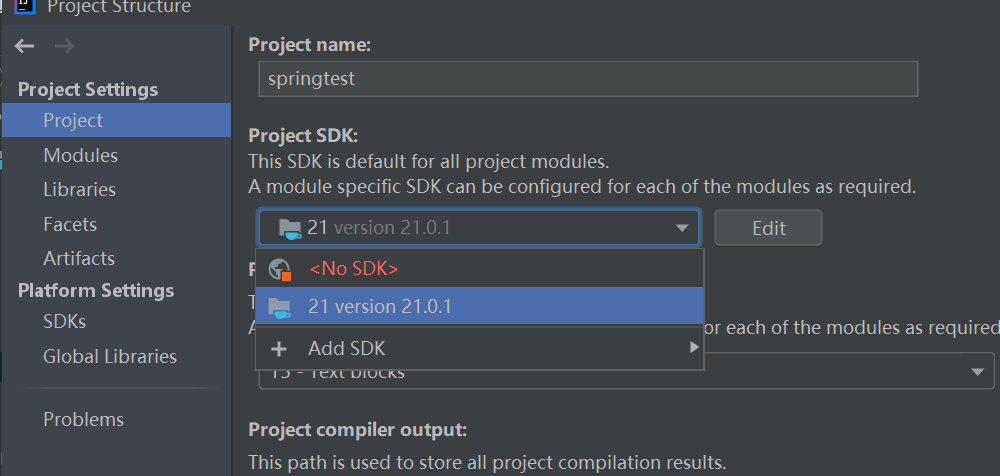 Project Structure
Project Settings
Project
Modules
Libraries
Facets
Artifacts
Platform Settings
SDKs
Global Libraries
Problems
Project name:
springtest
Project SDK:
This SDK is default for all project modules.
A module specific SDK can be configured for each of the modules as required.
21 version 21.0.1
Edit
<No SDK>
21 version 21.0.1
or each of the modules as required
Add SDK
Text blocks
Project compiler output:
This path is used to store all project compilation results.